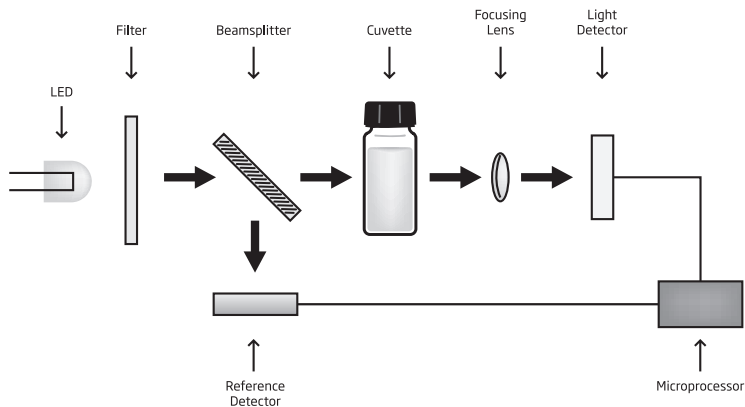 Filter
Beamsplitter
Cuvette
Focusing
Lens
Light
Detector
LED
Reference
Detector
Microprocessor